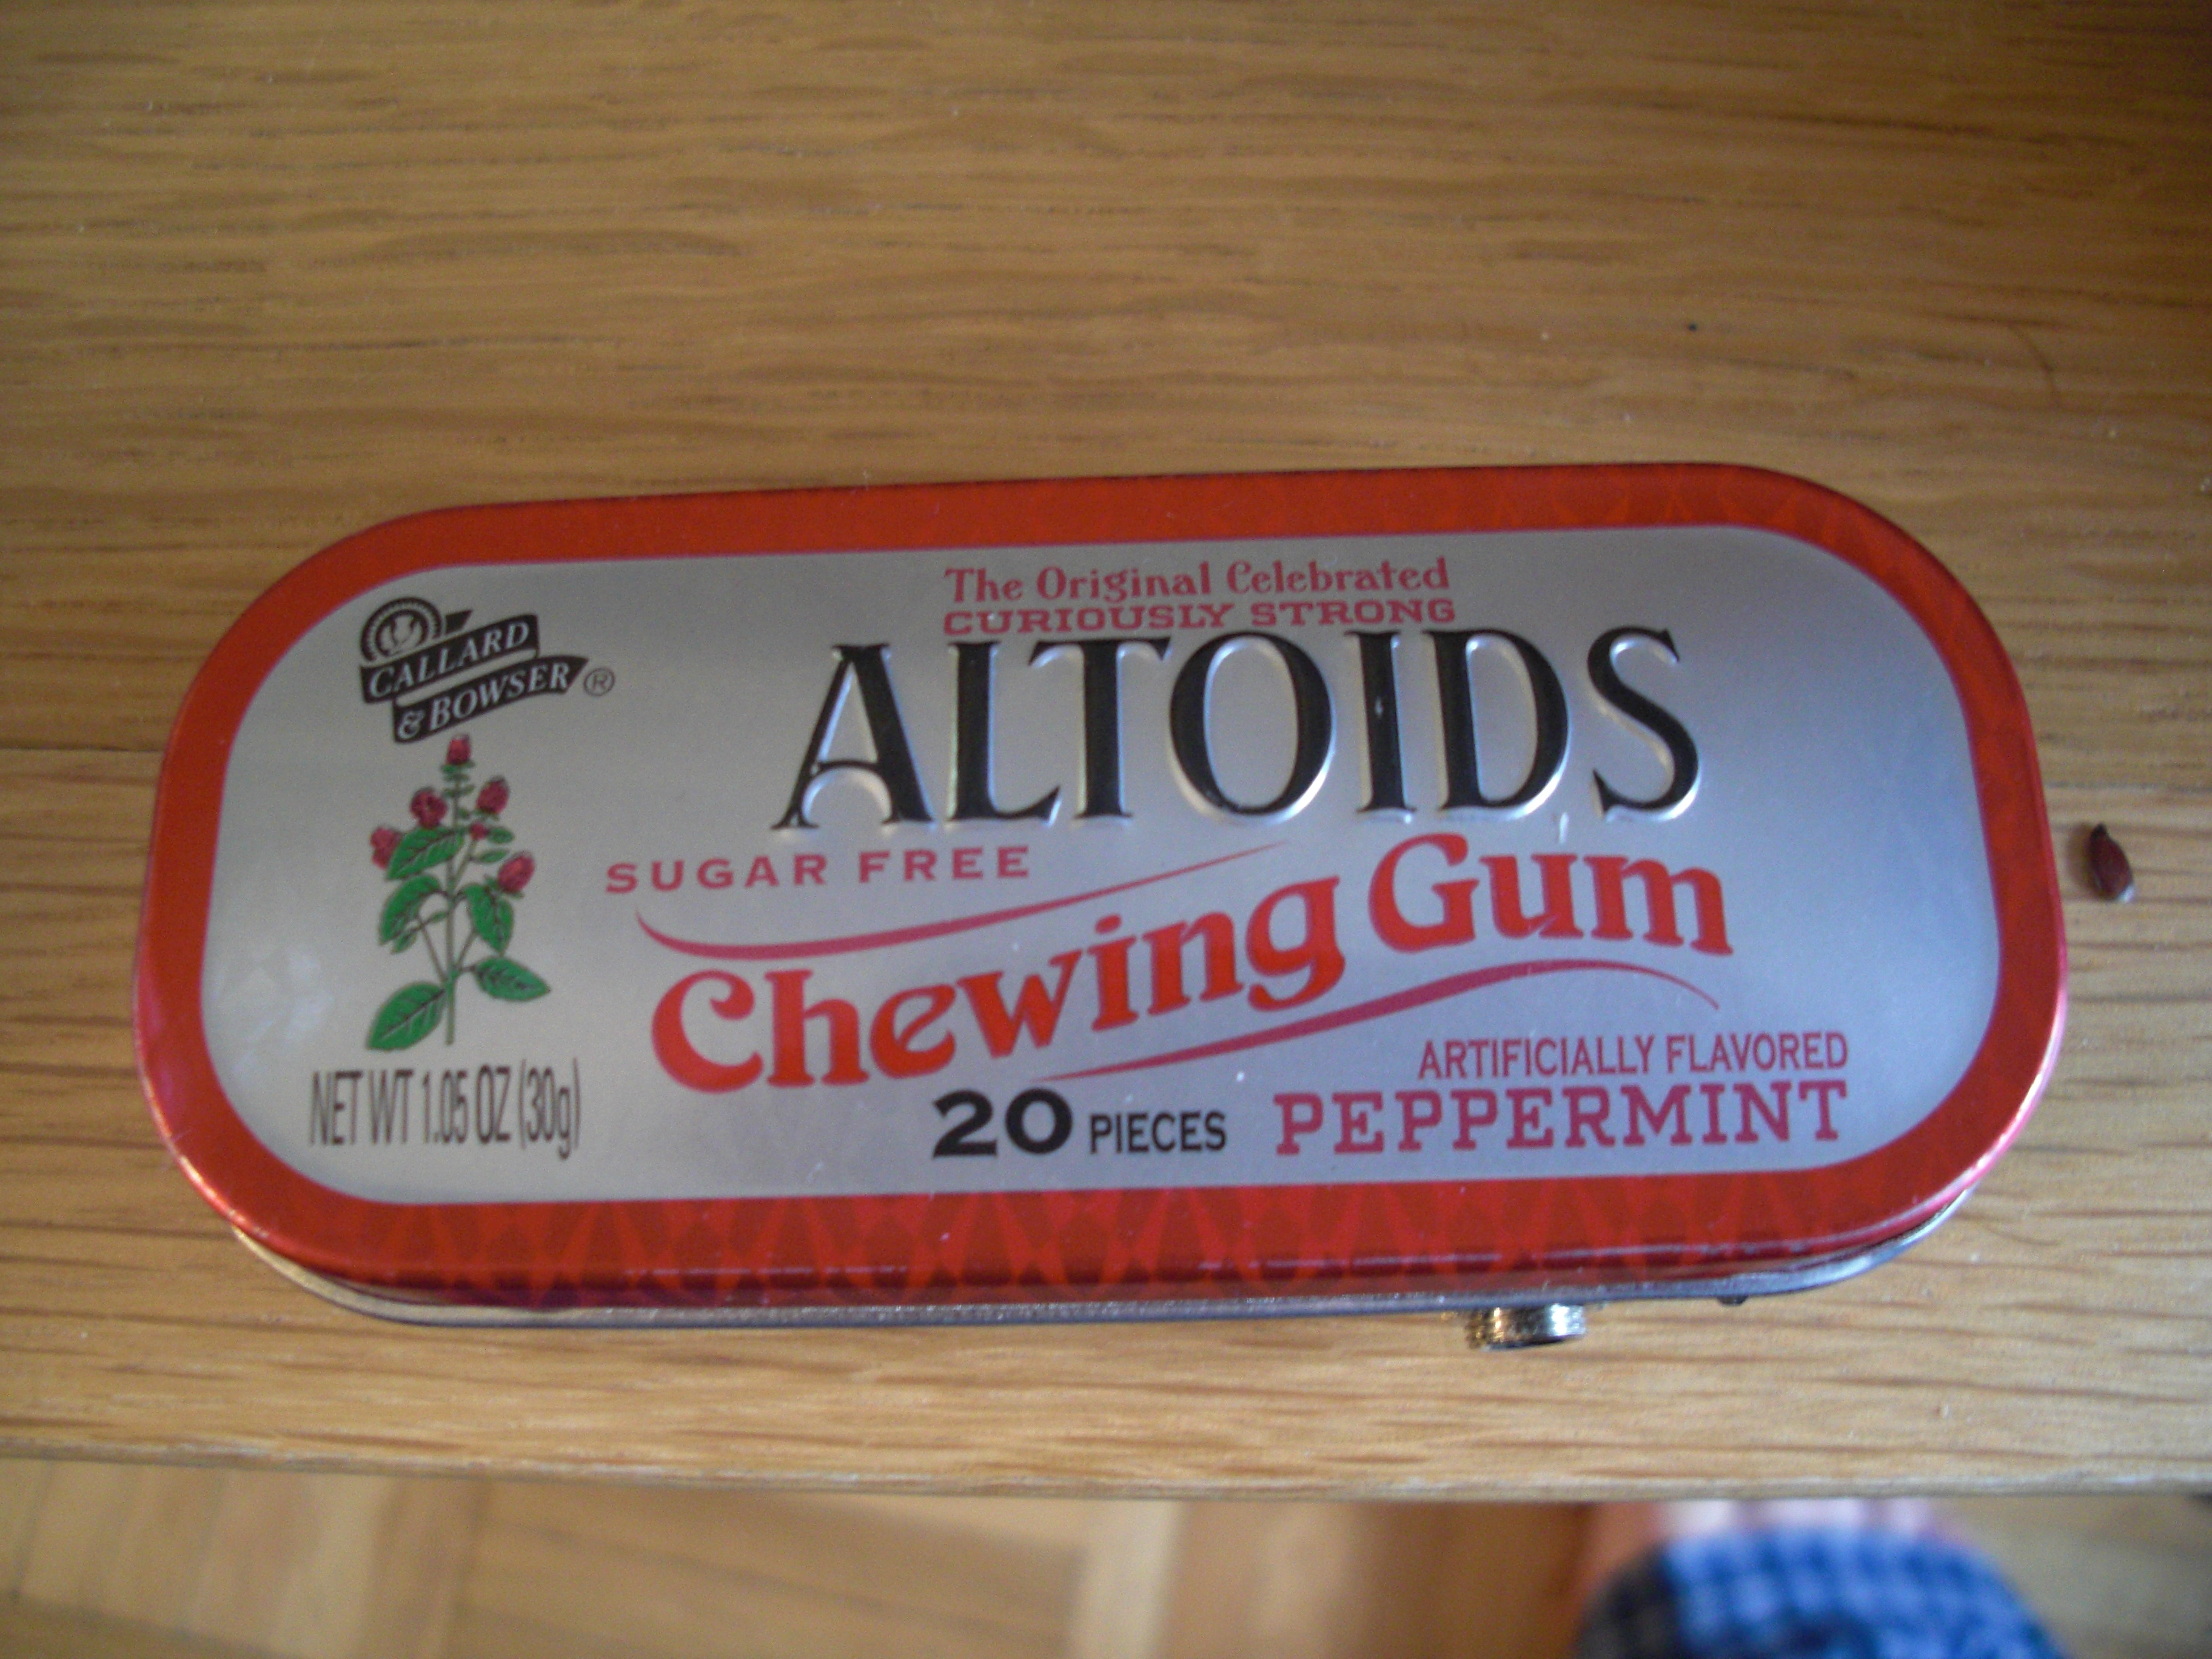 The Original Celebrated
CURIOUSLY STRONG
ALTOIDS
CALLARD
& BOWSER®
SUGAR FREE
Chewing Gum
NET WT 1.05 OZ (30g)
20 PIECES
ARTIFICIALLY FLAVORED
PEPPERMINT